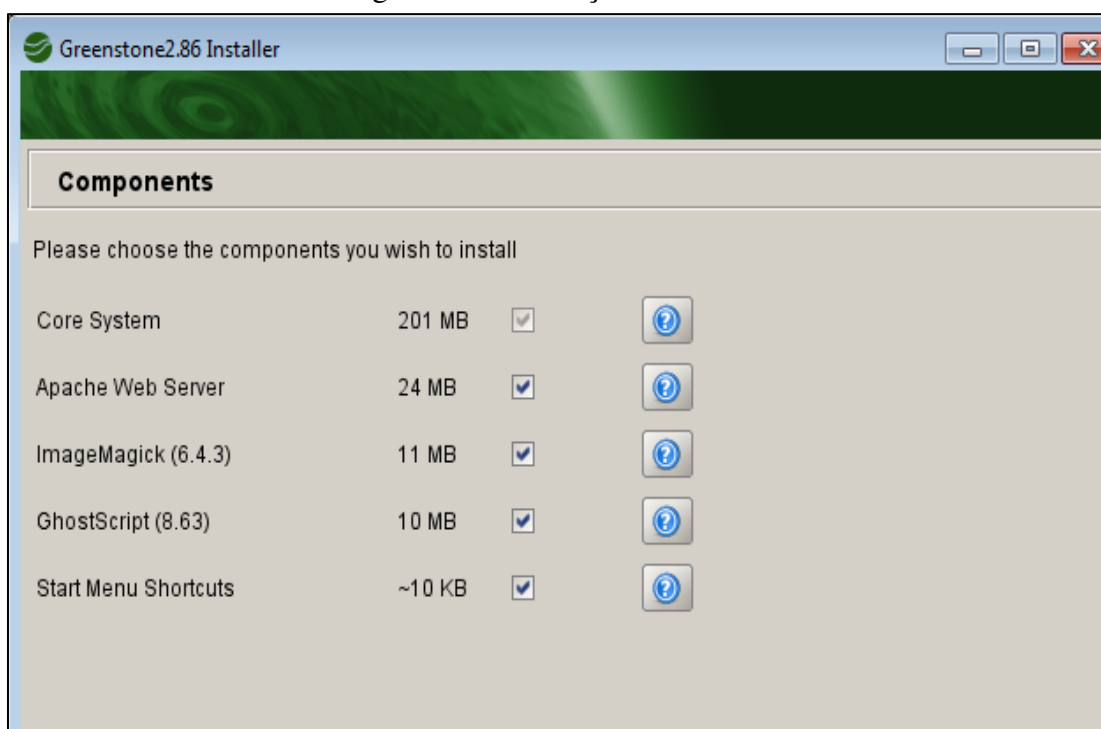 Greenstone2.86 Installer
Components
Please choose the components you wish to install
Core System 201 MB
Apache Web Server 24 MB
ImageMagick (6.4.3) 11 MB
GhostScript (8.63) 10 MB
Start Menu Shortcuts ~10 KB